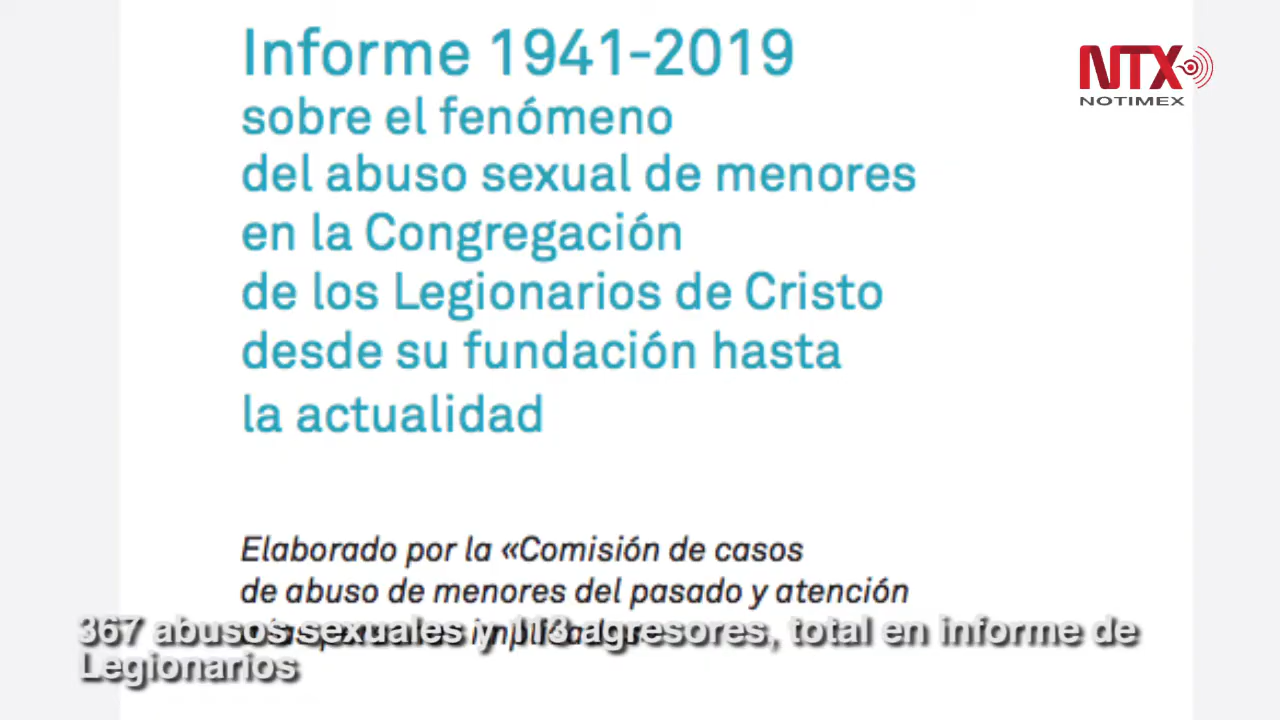 Informe 1941-2019
NTX
NOTIMEX
sobre el fenómeno
del abuso sexual de menores
en la Congregación
de los Legionarios de Cristo
desde su fundación hasta
la actualidad
Elaborado por la «Comisión de casos
de abuso de menores del pasado y atención
367 abusos sexuales y 113 agresores, total en informe de
Legionarios